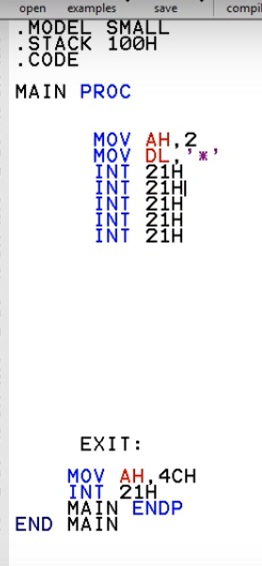 open examples save compil
.MODEL SMALL
.STACK 100H
.CODE
MAIN PROC
MOV AH,2
MOV DL,'*'
INT 21H
INT 21H
INT 21H
INT 21H
INT 21H
EXIT:
MOV AH,4CH
INT 21H
MAIN ENDP
END MAIN